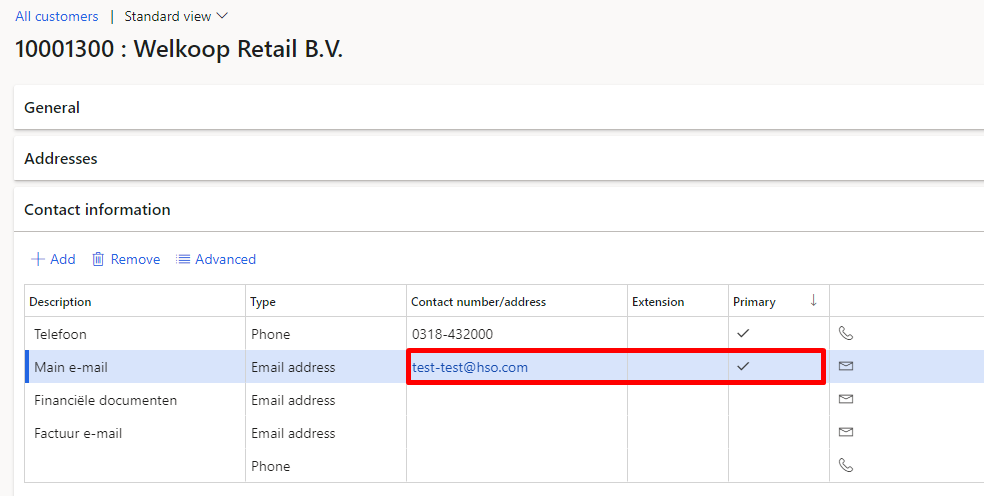 All customers | Standard view
10001300 : Welkoop Retail B.V.
General
Addresses
Contact information
Add Remove Advanced
Description Type Contact number/address Extension Primary
Telefoon Phone 0318-432000
Main e-mail Email address test-test@hso.com
Financiële documenten Email address
Factuur e-mail Email address
Phone